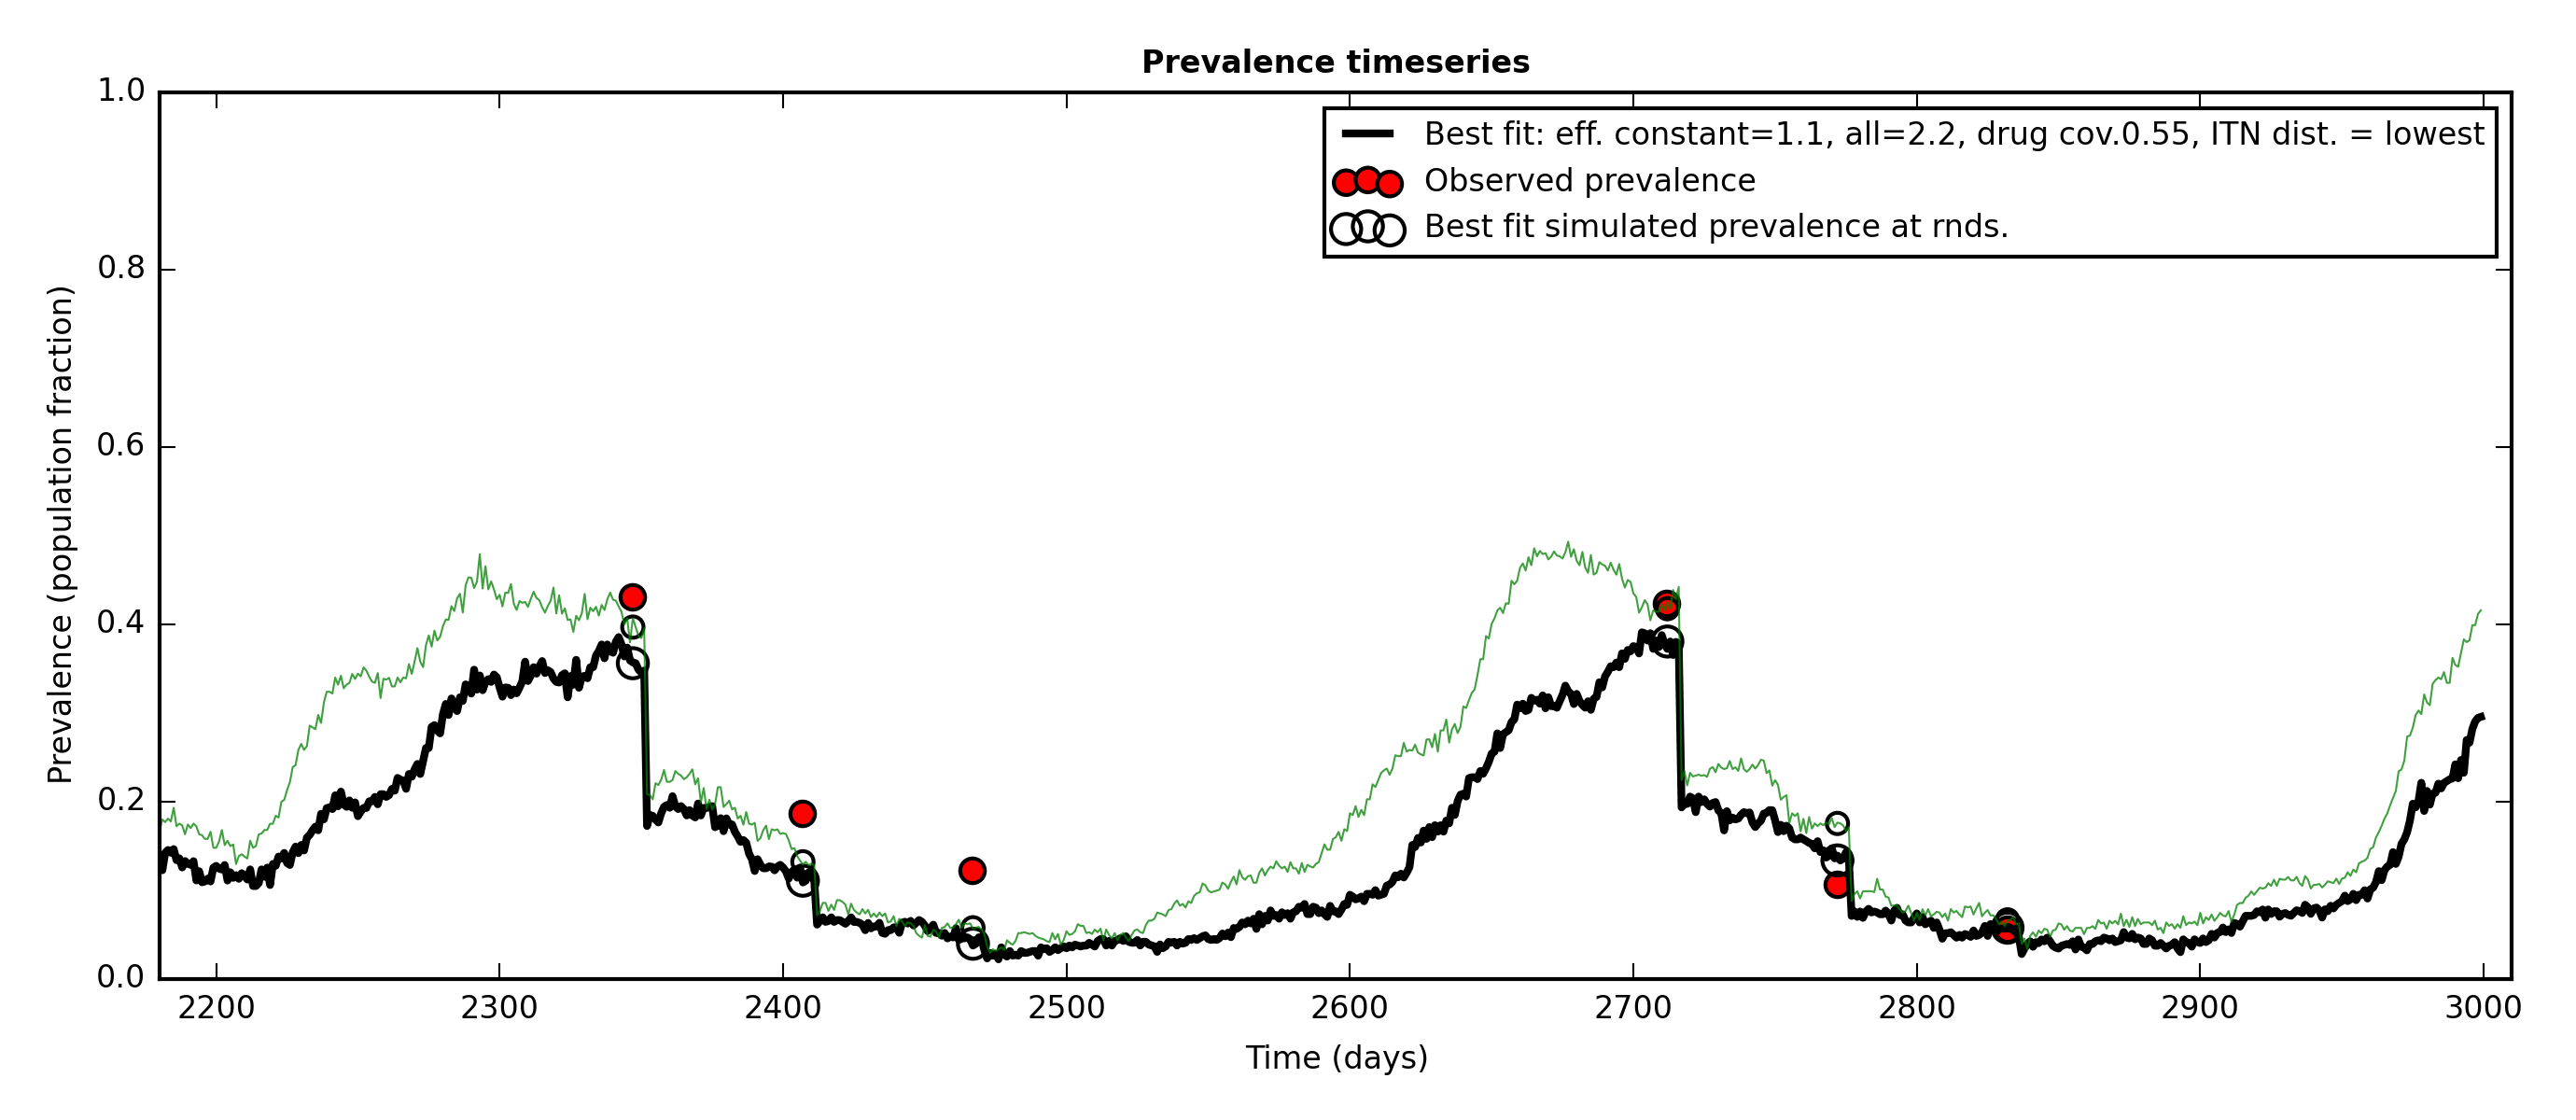 Prevalence timeseries
Best fit: eff. constant=1.1, all=2.2, drug cov.0.55, ITN dist. = lowest
Observed prevalence
Best fit simulated prevalence at rnds.
Prevalence (population fraction)
1.0
0.8
0.6
0.4
0.2
0.0
2200 2300 2400 2500 2600 2700 2800 2900 3000
Time (days)